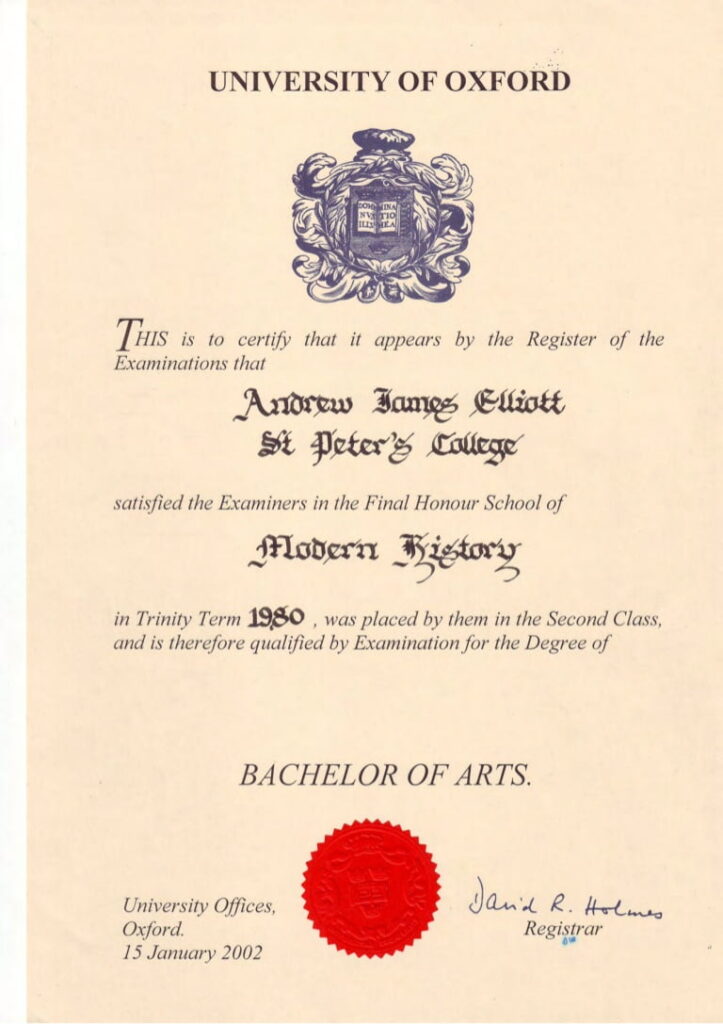 UNIVERSITY OF OXFORD
DOMINA
NVSTIO
ILLVMEA
THIS is to certify that it appears by the Register of the
Examinations that
Andrew James Elliott
St Peter's College
satisfied the Examiners in the Final Honour School of
Modern History
in Trinity Term 1980 , was placed by them in the Second Class,
and is therefore qualified by Examination for the Degree of
BACHELOR OF ARTS.
University Offices,
Oxford.
15 January 2002
David R. Holmes
Registrar